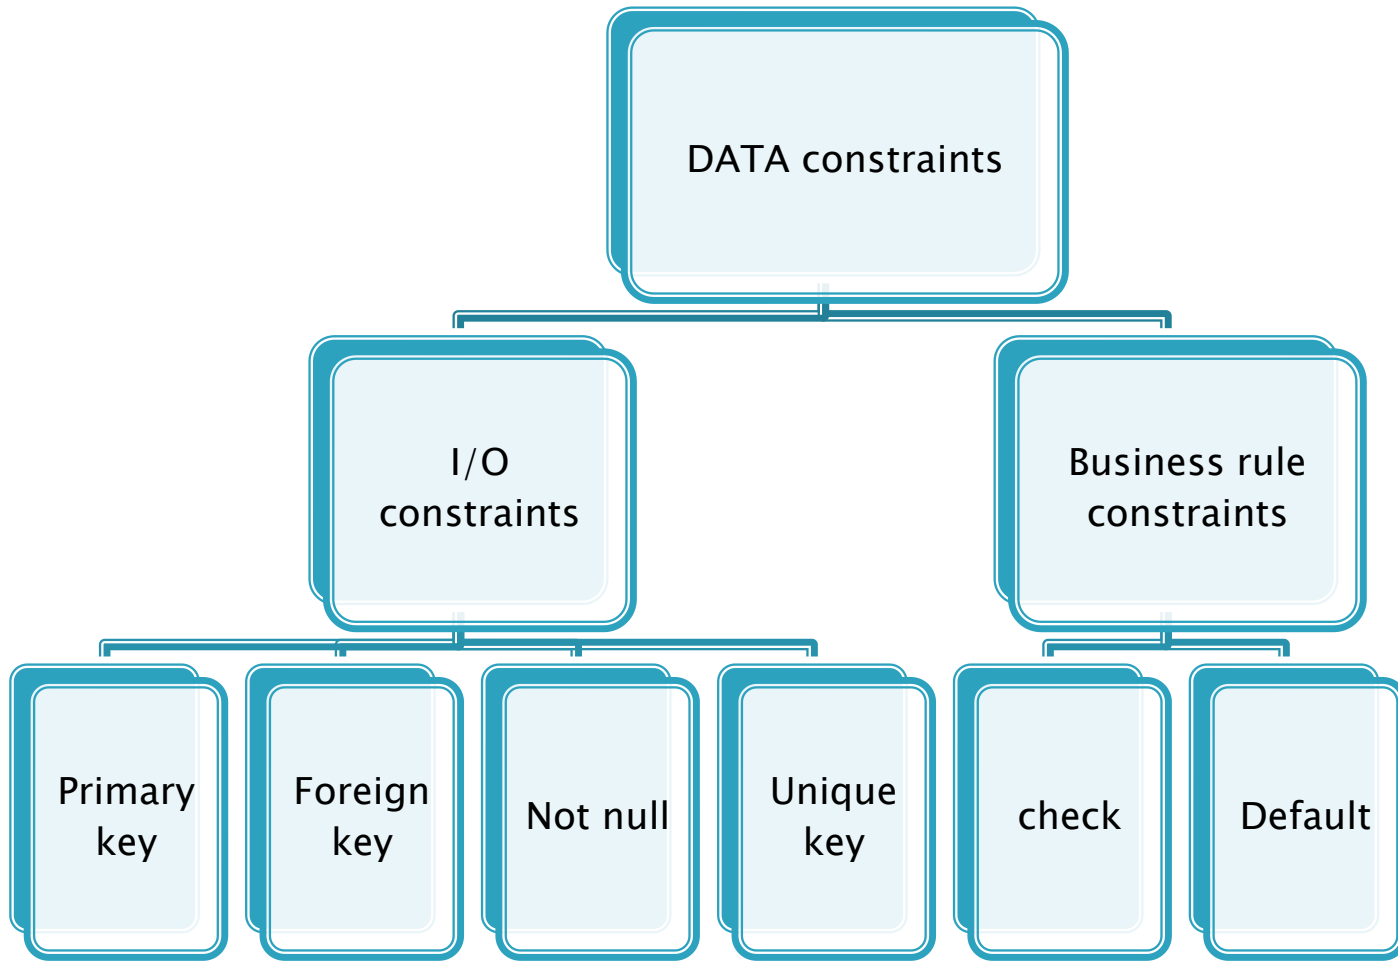 DATA constraints
I/O
constraints
Business rule
constraints
Primary
key
Foreign
key
Not null
Unique
key
check
Default